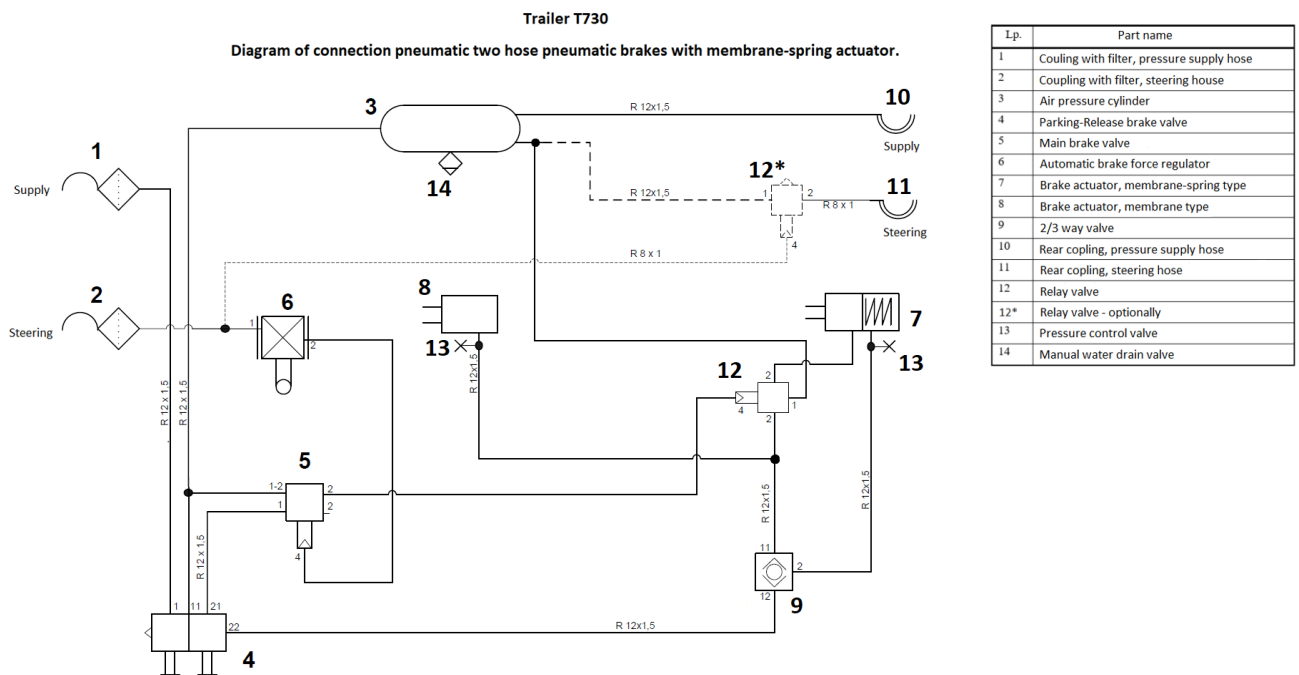 Trailer T730
Diagram of connection pneumatic two hose pneumatic brakes with membrane-spring actuator.
3
R 12x1,5
10
Supply
1
Supply
14
12*
1
2
R 12x1,5
R 8 x 1
11
Steering
4
R 8 x 1
2
Steering
6
1
2
8
13
R 12x1,5
7
13
12
2
4
1
2
R 12 x 1,5
R 12 x 1,5
5
1-2
2
1
2
4
R 12x1,5
R 12x1,5
R 12 x 1,5
11
2
12
9
1
11
21
22
R 12x1,5
4
Lp. Part name
1 Couling with filter, pressure supply hose
2 Coupling with filter, steering house
3 Air pressure cylinder
4 Parking-Release brake valve
5 Main brake valve
6 Automatic brake force regulator
7 Brake actuator, membrane-spring type
8 Brake actuator, membrane type
9 2/3 way valve
10 Rear copling, pressure supply hose
11 Rear copling, steering hose
12 Relay valve
12* Relay valve - optionally
13 Pressure control valve
14 Manual water drain valve